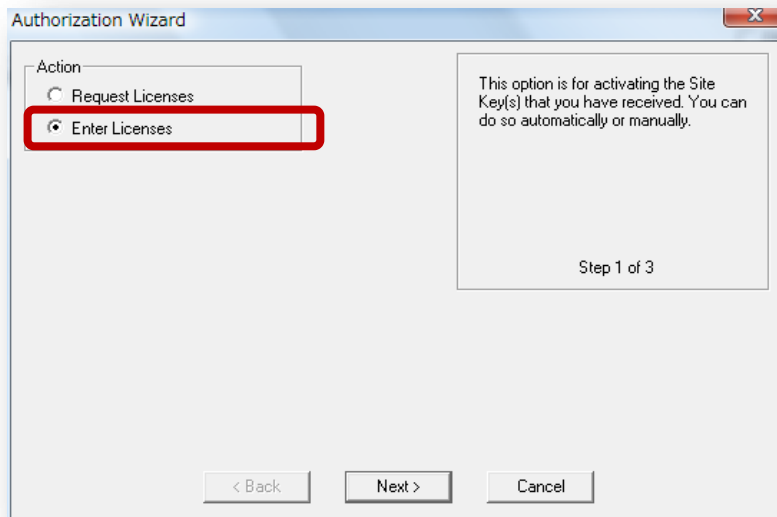 Authorization Wizard
Action
Request Licenses
Enter Licenses
This option is for activating the Site
Key(s) that you have received. You can
do so automatically or manually.
Step 1 of 3
< Back
Next >
Cancel